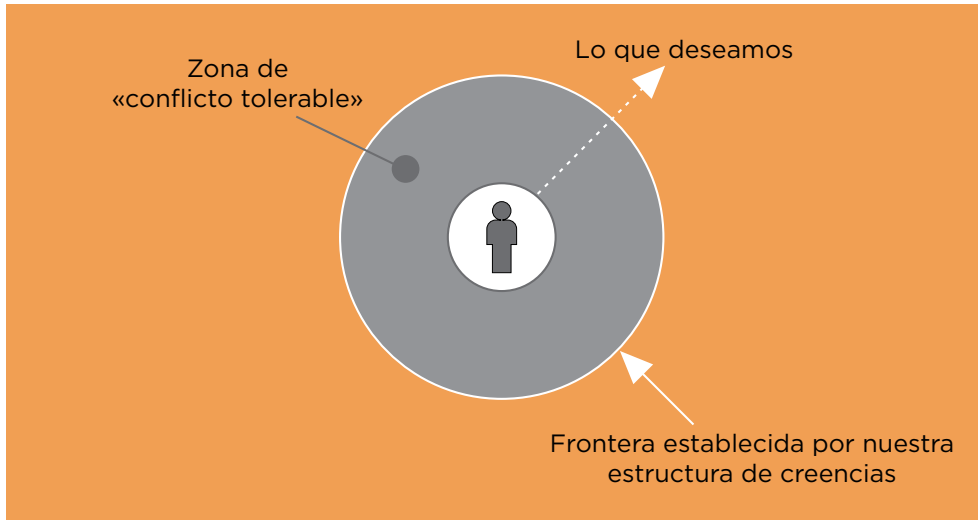 Lo que deseamos
Zona de
«conflicto tolerable»
Frontera establecida por nuestra
estructura de creencias